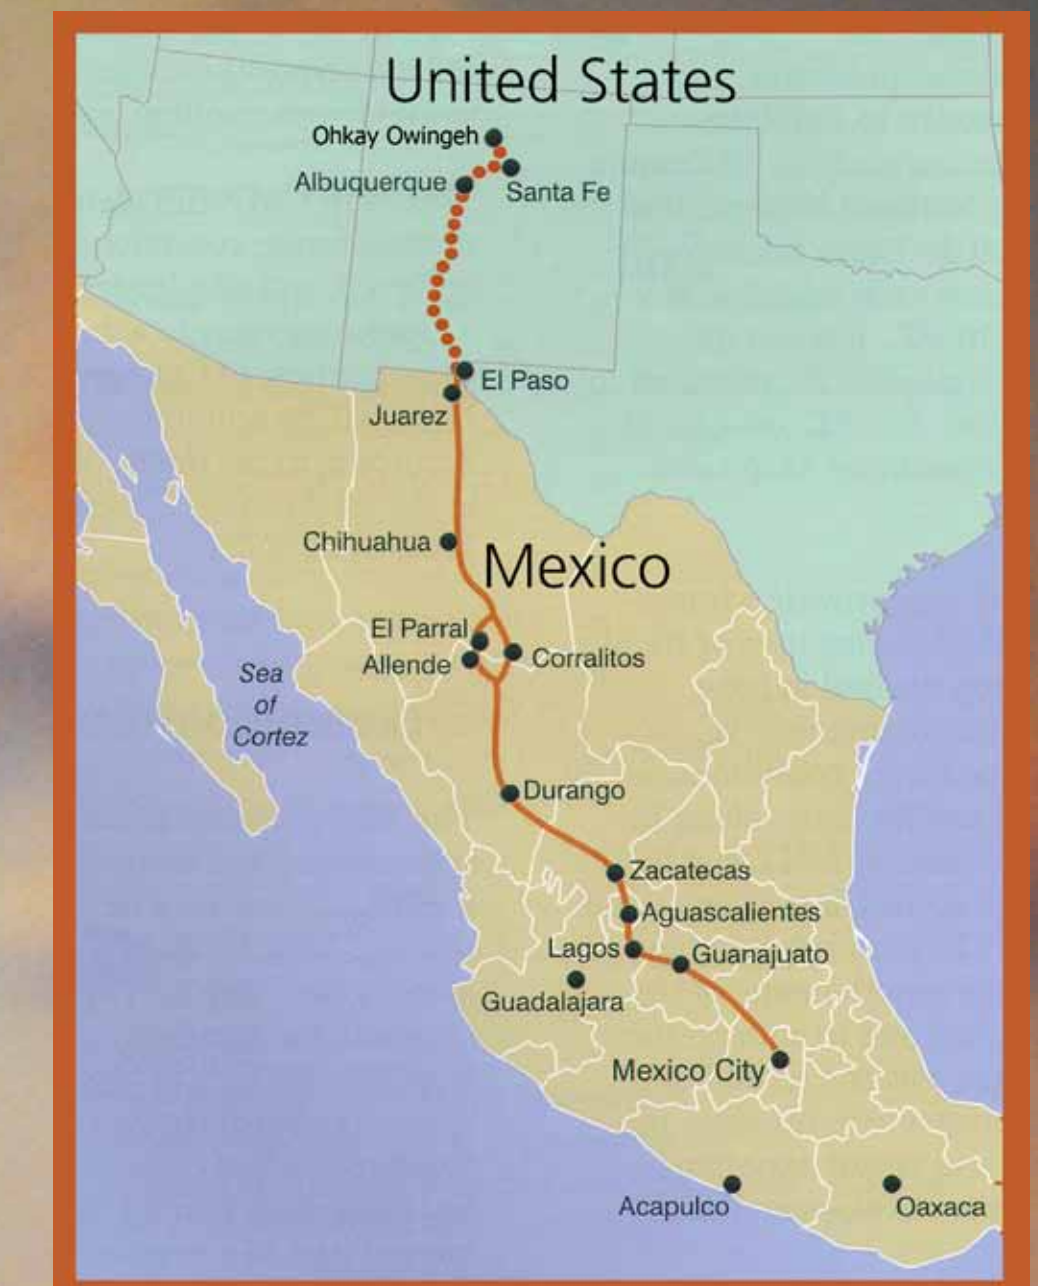 United States
Ohkay Owingeh
Albuquerque
Santa Fe
El Paso
Juarez
Chihuahua
Mexico
El Parral
Allende
Corralitos
Sea
of
Cortez
Durango
Zacatecas
Aguascalientes
Lagos
Guanajuato
Guadalajara
Mexico City
Acapulco
Oaxaca